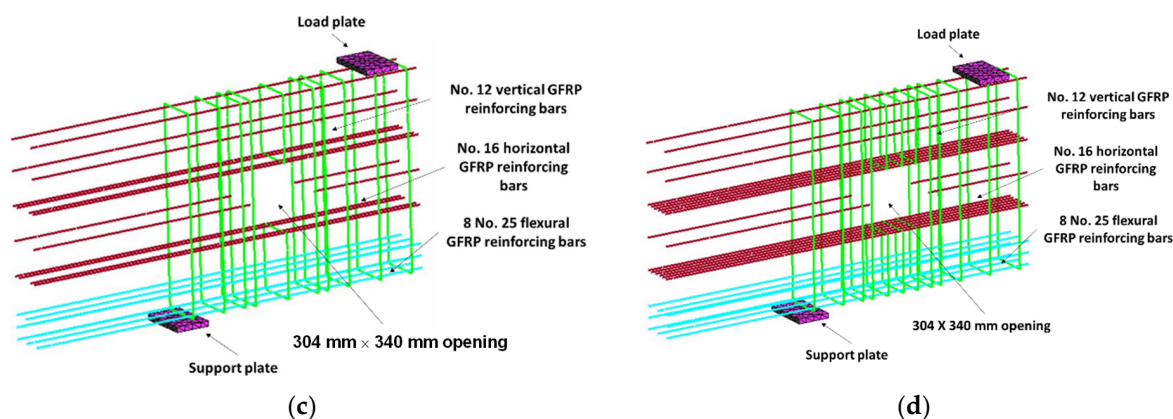 Load plate
No. 12 vertical GFRP
reinforcing bars
No. 16 horizontal
GFRP reinforcing
bars
8 No. 25 flexural
GFRP reinforcing bars
304 mm × 340 mm opening
Support plate
(c)
Load plate
No. 12 vertical GFRP
reinforcing bars
No. 16 horizontal
GFRP reinforcing
bars
8 No. 25 flexural
GFRP reinforcing bars
304 X 340 mm opening
Support plate
(d)